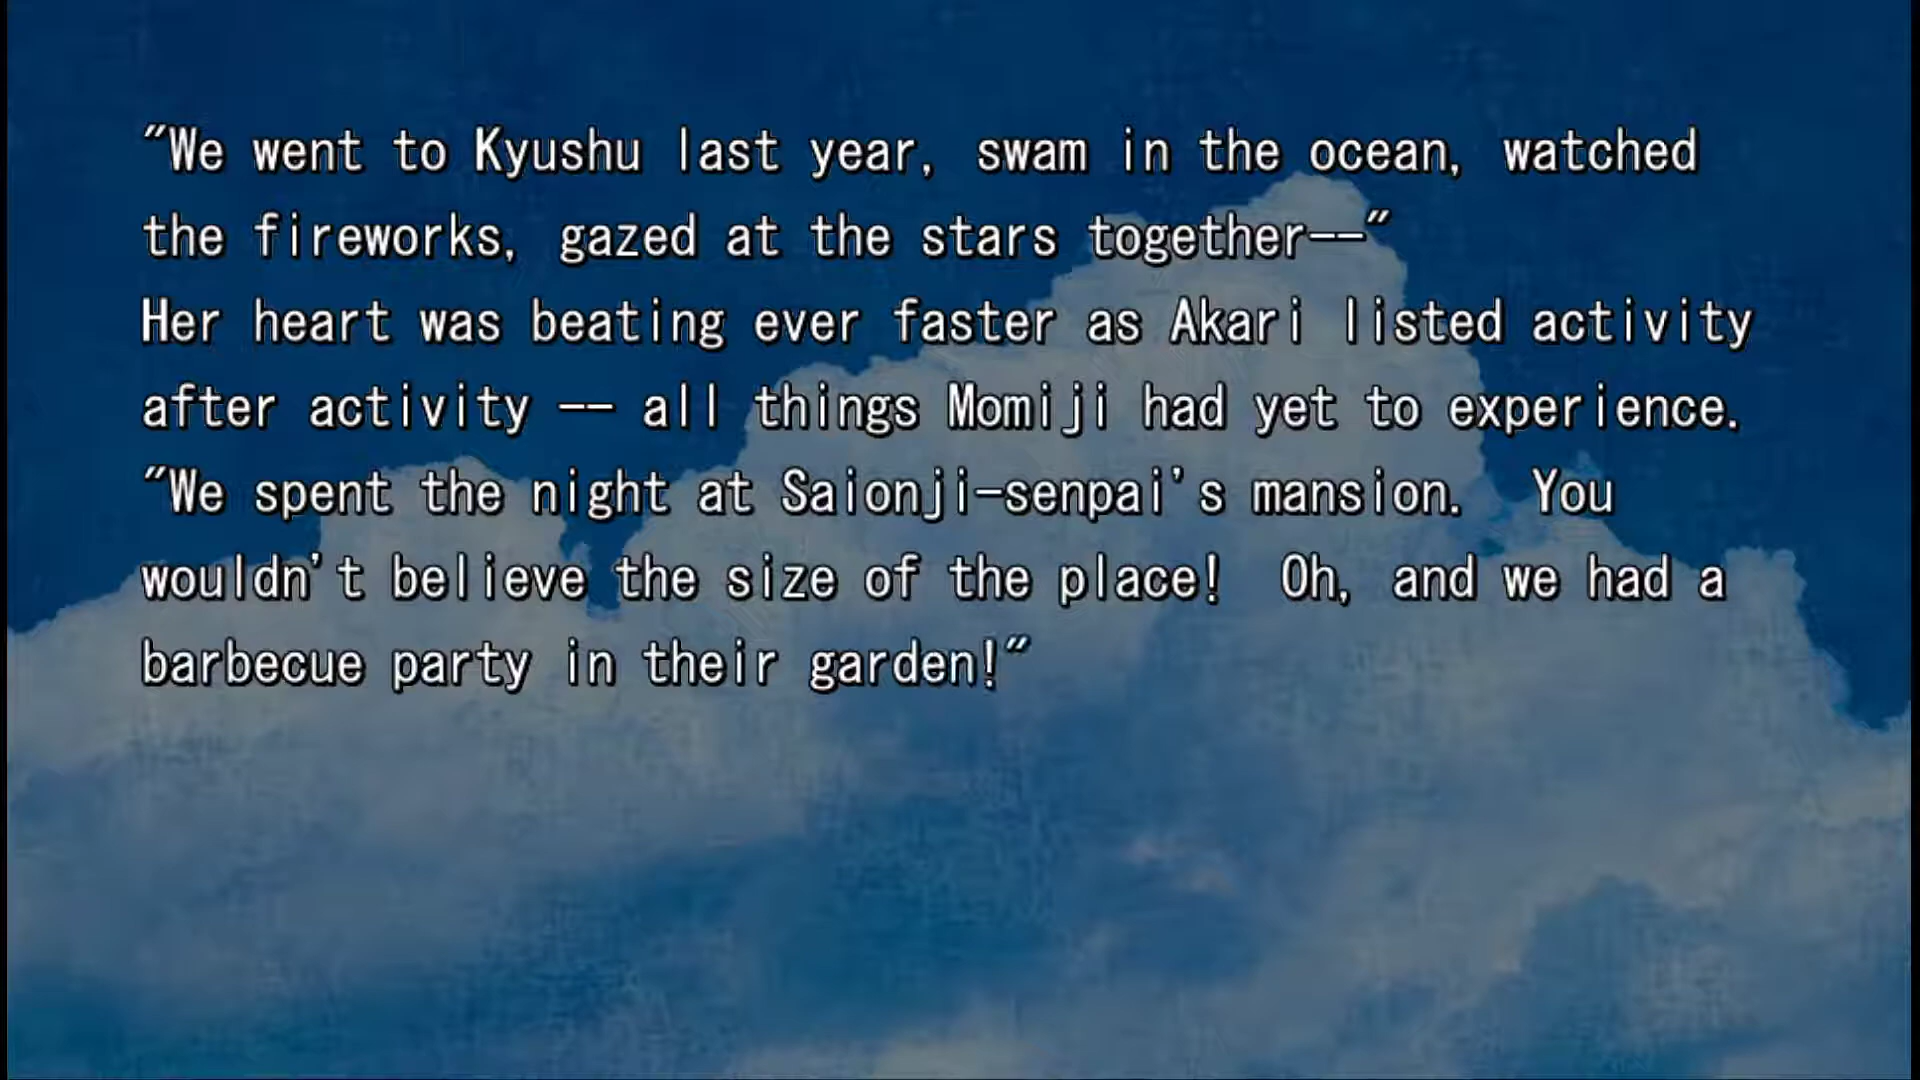 "We went to Kyushu last year, swam in the ocean, watched
the fireworks, gazed at the stars together--"
Her heart was beating ever faster as Akari listed activity
after activity -- all things Momiji had yet to experience.
"We spent the night at Saionji-senpai's mansion.  You
wouldn't believe the size of the place!  Oh, and we had a
barbecue party in their garden!"